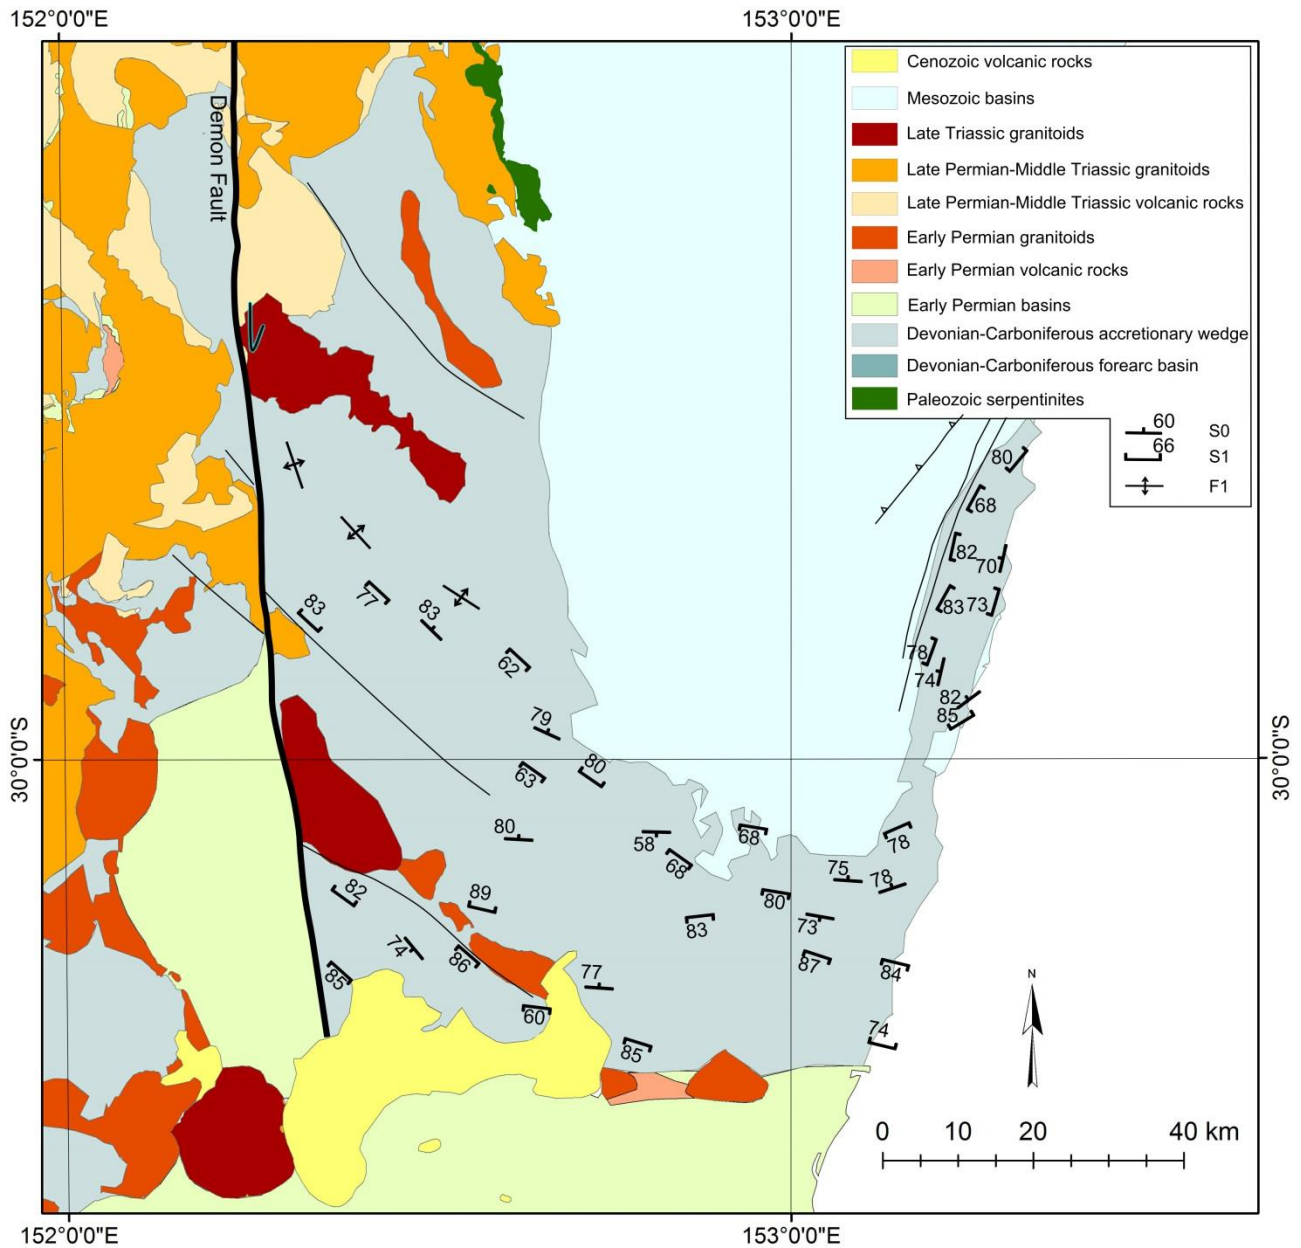 152°0'0"E
153°0'0"E
Cenozoic volcanic rocks
Mesozoic basins
Late Triassic granitoids
Late Permian-Middle Triassic granitoids
Late Permian-Middle Triassic volcanic rocks
Early Permian granitoids
Early Permian volcanic rocks
Early Permian basins
Devonian-Carboniferous accretionary wedge
Devonian-Carboniferous forearc basin
Paleozoic serpentinites
60
S0
66
S1
F1
Demon Fault
80
68
82
70
83
77
83
83
73
62
78
74
82
85
79
30°0'0"S
30°0'0"S
63
80
80
58
68
78
68
75
78
82
89
80
83
73
74
86
87
85
77
84
60
74
85
N
0
10
20
40 km
152°0'0"E
153°0'0"E